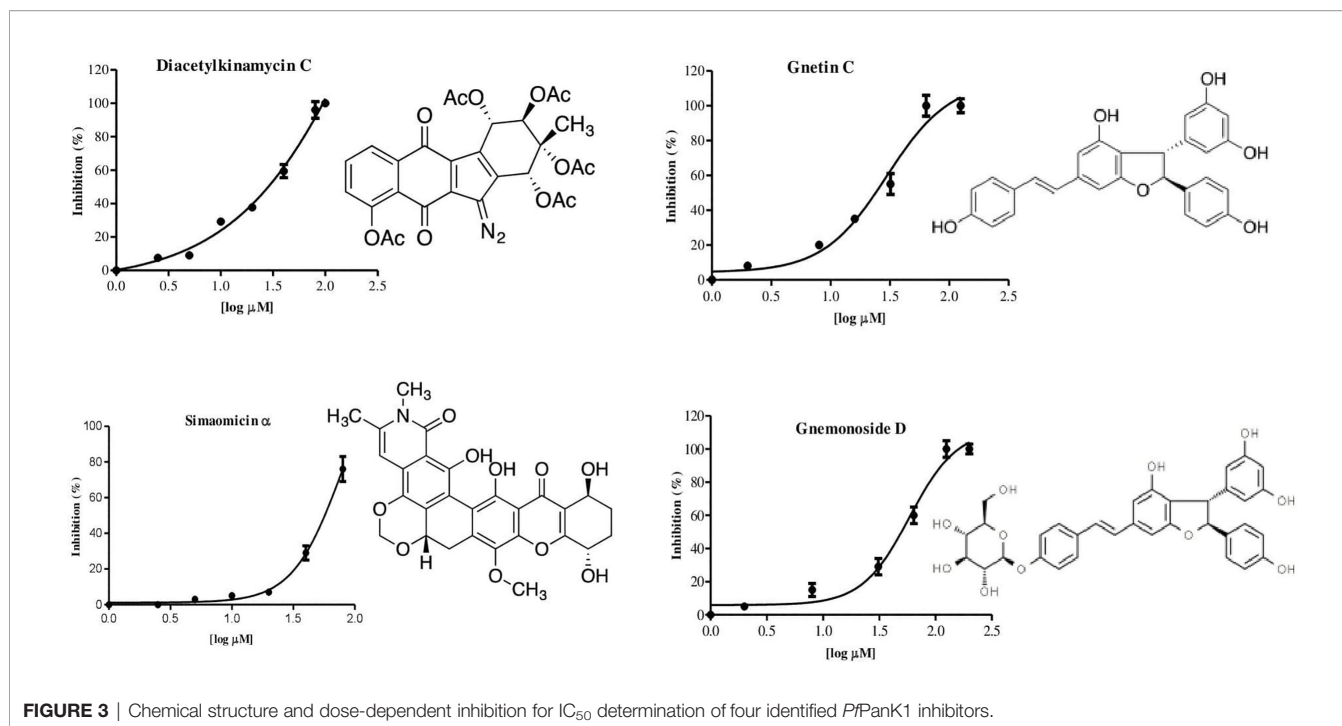 Diacetylkinamycin C
120
100
80
60
40
20
0
Inhibition (%)
0.0 0.5 1.0 1.5 2.0 2.5
[log μM]
AcO
OAc
O
CH₃
OAc
OAc
OAc
O
N₂
Gnetin C
120
100
80
60
40
20
0
Inhibition (%)
0.0 0.5 1.0 1.5 2.0 2.5
[log μM]
OH
OH
OH
O
HO
OH
Simaomicin α
100
80
60
40
20
0
Inhibition (%)
0.0 0.5 1.0 1.5 2.0
[log μM]
CH₃
H₃C
N
O
OH
OH
O
OH
O
O
H
O
O
CH₃
OH
Gnemonoside D
120
100
80
60
40
20
0
Inhibition (%)
0.0 0.5 1.0 1.5 2.0 2.5
[log μM]
OH
OH
OH
OH
HO
O
O
HO
O
OH
OH
FIGURE 3 | Chemical structure and dose-dependent inhibition for IC₅₀ determination of four identified PfPanK1 inhibitors.